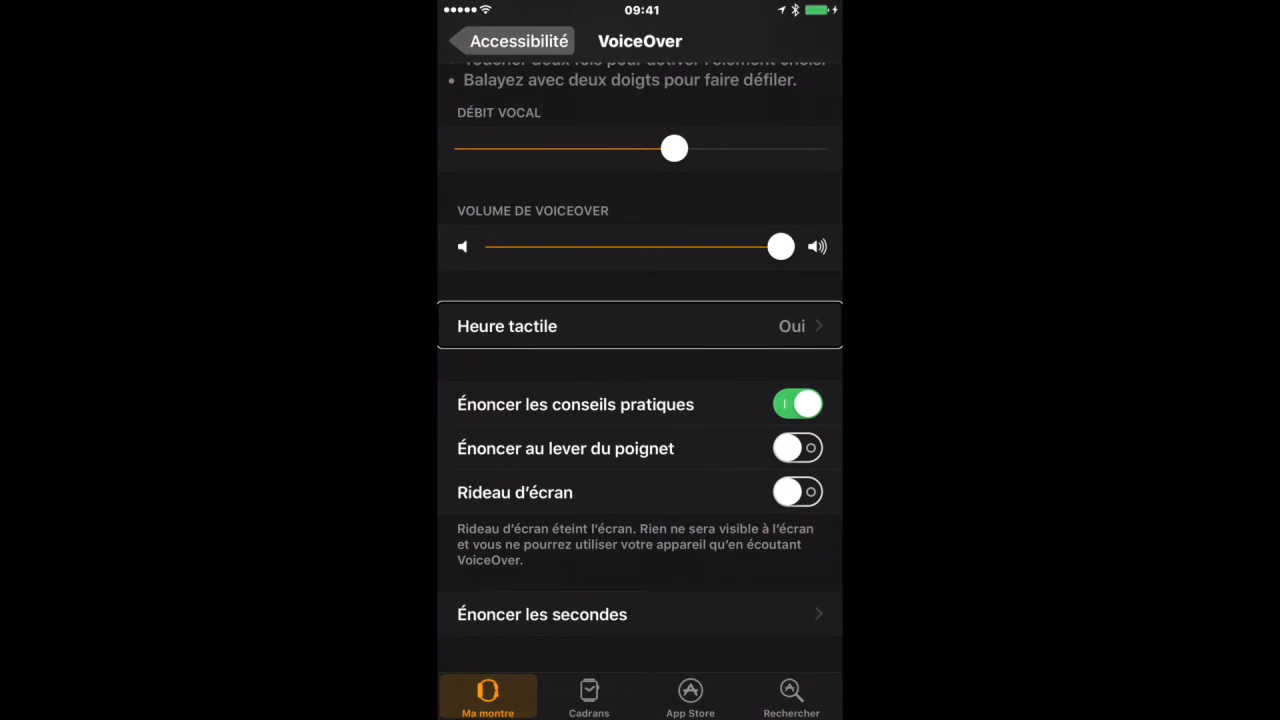 09:41
Accessibilité VoiceOver
• Balayez avec deux doigts pour faire défiler.
DÉBIT VOCAL
VOLUME DE VOICEOVER
Heure tactile Oui
Énoncer les conseils pratiques
Énoncer au lever du poignet
Rideau d'écran
Rideau d'écran éteint l'écran. Rien ne sera visible à l'écran
et vous ne pourrez utiliser votre appareil qu'en écoutant
VoiceOver.
Énoncer les secondes
Ma montre Cadrans App Store Rechercher